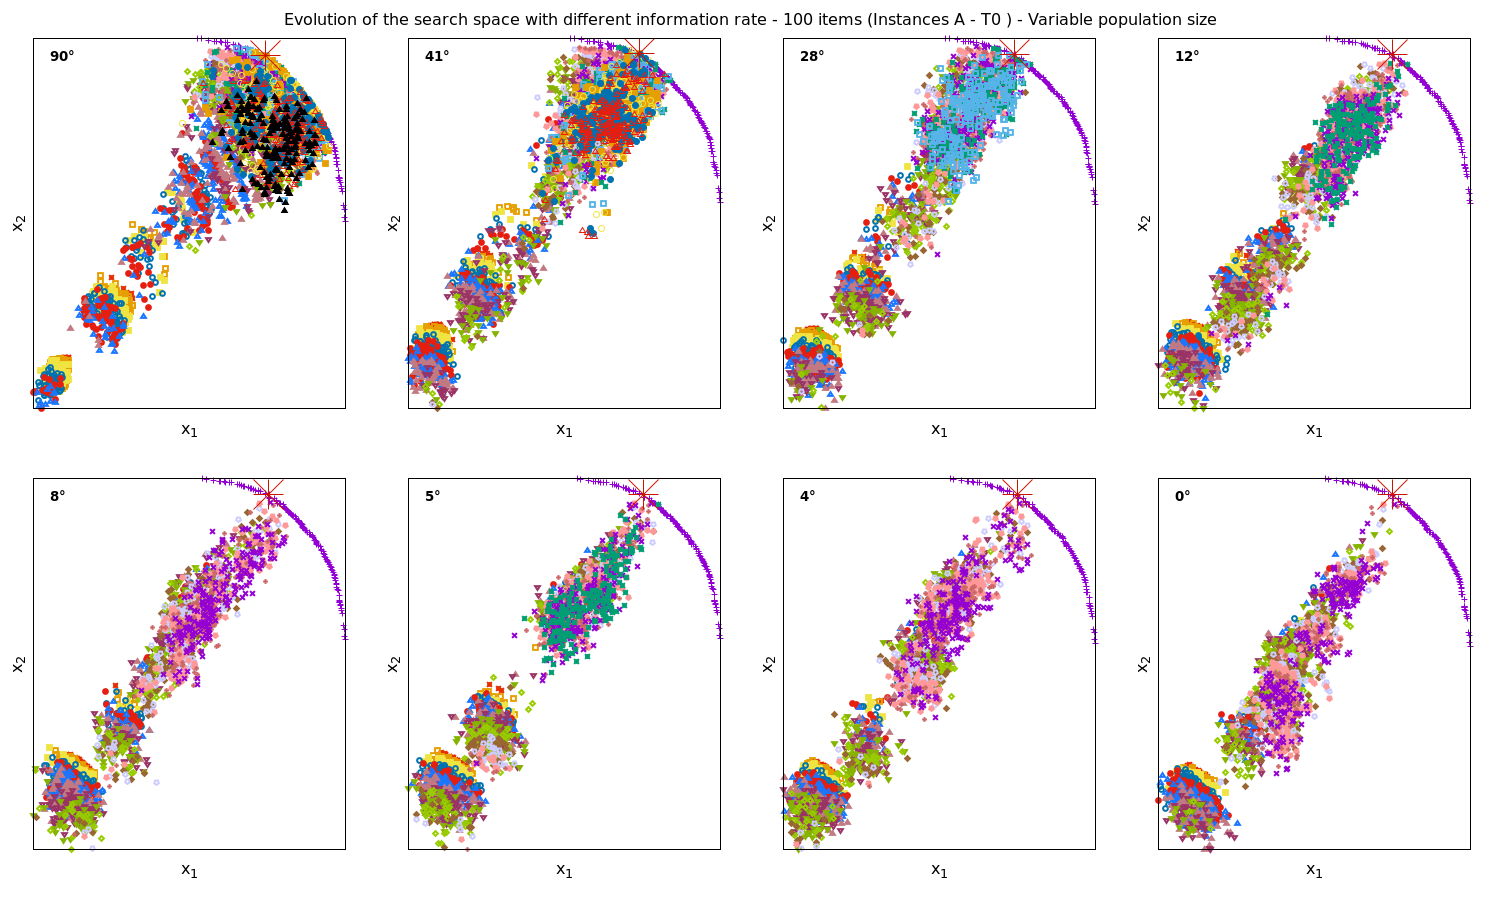 Evolution of the search space with different information rate - 100 items (Instances A - T0 ) - Variable population size
90°
41°
28°
12°
x2
x2
x2
x2
x1
x1
x1
x1
8°
5°
4°
0°
x2
x2
x2
x2
x1
x1
x1
x1